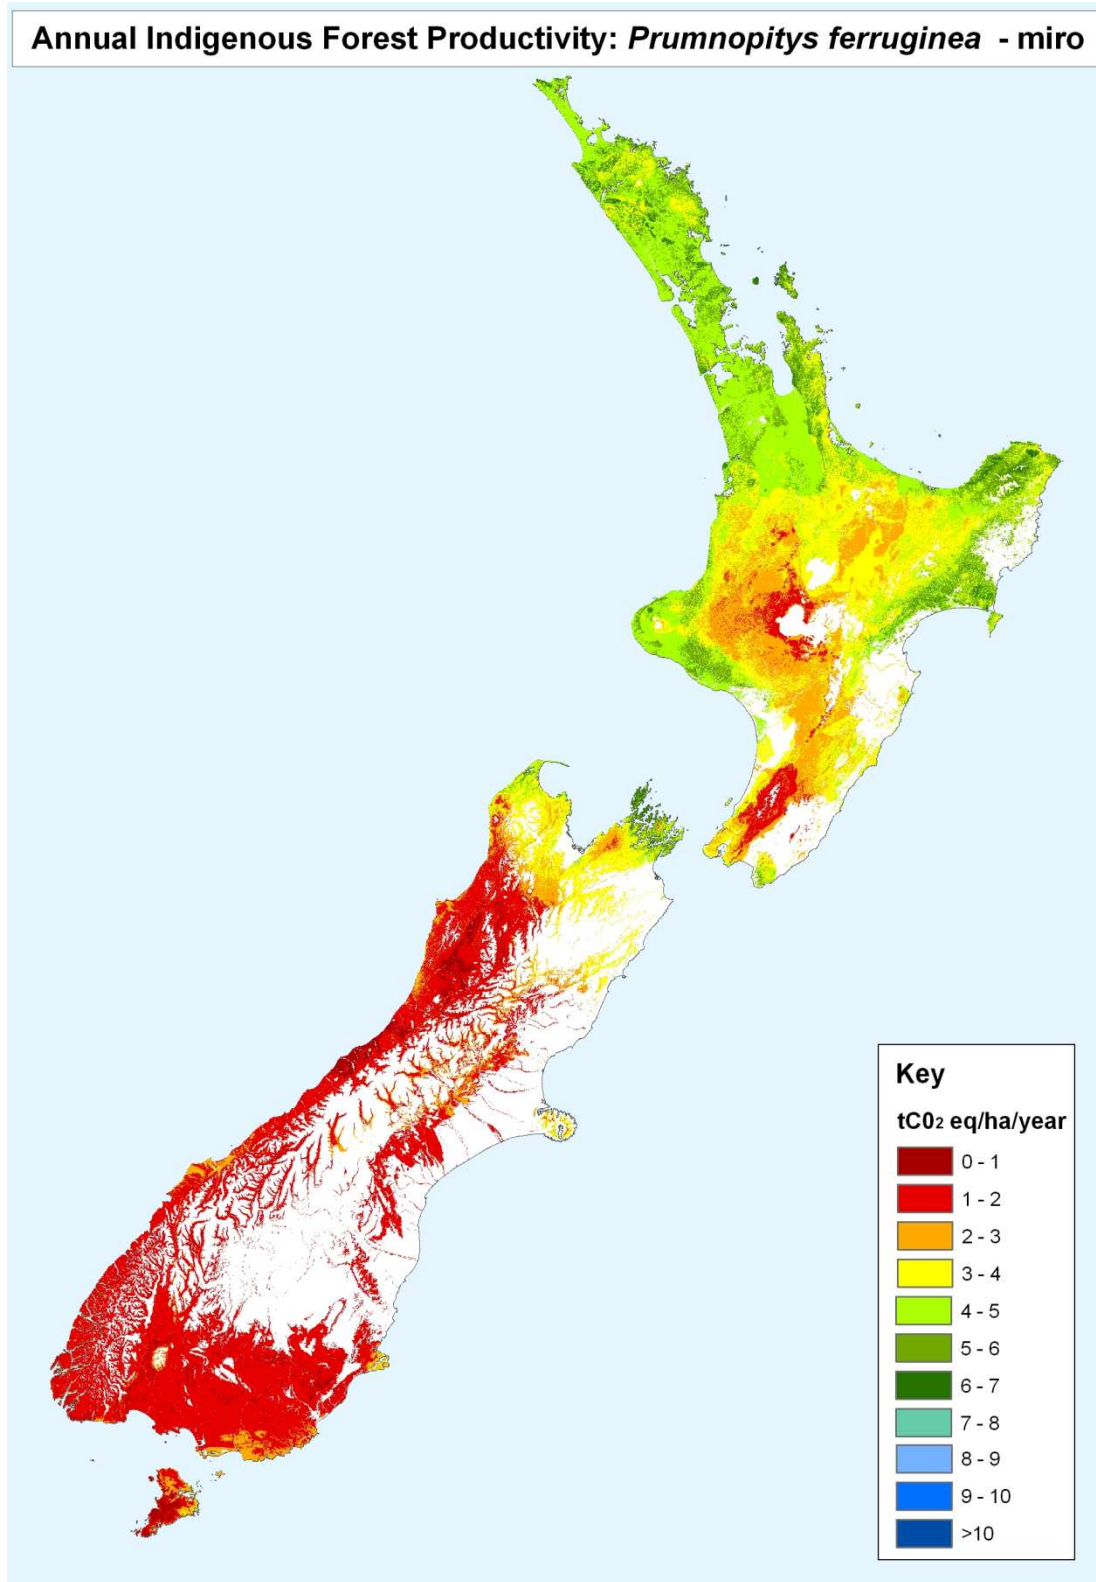 Annual Indigenous Forest Productivity: Prumnopitys ferruginea - miro
Key
tC0₂ eq/ha/year
0 - 1
1 - 2
2 - 3
3 - 4
4 - 5
5 - 6
6 - 7
7 - 8
8 - 9
9 - 10
>10